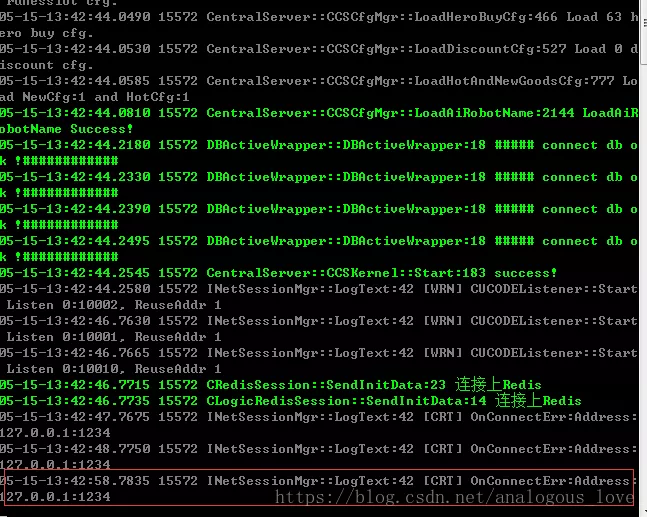 Runesslot cfg.
05-15-13:42:44.0490 15572 CentralServer::CCSCfgMgr::LoadHeroBuyCfg:466 Load 63 h
ero buy cfg.
05-15-13:42:44.0530 15572 CentralServer::CCSCfgMgr::LoadDiscountCfg:527 Load 0 d
iscount cfg.
05-15-13:42:44.0585 15572 CentralServer::CCSCfgMgr::LoadHotAndNewGoodsCfg:777 Lo
ad NewCfg:1 and HotCfg:1
05-15-13:42:44.0810 15572 CentralServer::CCSCfgMgr::LoadAiRobotName:2144 LoadAiR
obotName Success!
05-15-13:42:44.2180 15572 DBActiveWrapper::DBActiveWrapper:18 ##### connect db o
k !############
05-15-13:42:44.2330 15572 DBActiveWrapper::DBActiveWrapper:18 ##### connect db o
k !############
05-15-13:42:44.2390 15572 DBActiveWrapper::DBActiveWrapper:18 ##### connect db o
k !############
05-15-13:42:44.2495 15572 DBActiveWrapper::DBActiveWrapper:18 ##### connect db o
k !############
05-15-13:42:44.2545 15572 CentralServer::CCSKernel::Start:183 success!
05-15-13:42:44.2580 15572 INetSessionMgr::LogText:42 [WRN] CUCODEListener::Start
Listen 0:10002, ReuseAddr 1
05-15-13:42:46.7630 15572 INetSessionMgr::LogText:42 [WRN] CUCODEListener::Start
Listen 0:10001, ReuseAddr 1
05-15-13:42:46.7665 15572 INetSessionMgr::LogText:42 [WRN] CUCODEListener::Start
Listen 0:10010, ReuseAddr 1
05-15-13:42:46.7715 15572 CRedisSession::SendInitData:23 连接上Redis
05-15-13:42:46.7735 15572 CLogicRedisSession::SendInitData:14 连接上Redis
05-15-13:42:47.7675 15572 INetSessionMgr::LogText:42 [CRT] OnConnectErr:Address:
127.0.0.1:1234
05-15-13:42:48.7750 15572 INetSessionMgr::LogText:42 [CRT] OnConnectErr:Address:
127.0.0.1:1234
05-15-13:42:58.7835 15572 INetSessionMgr::LogText:42 [CRT] OnConnectErr:Address:
127.0.0.1:1234
https://blog.csdn.net/analogous_love